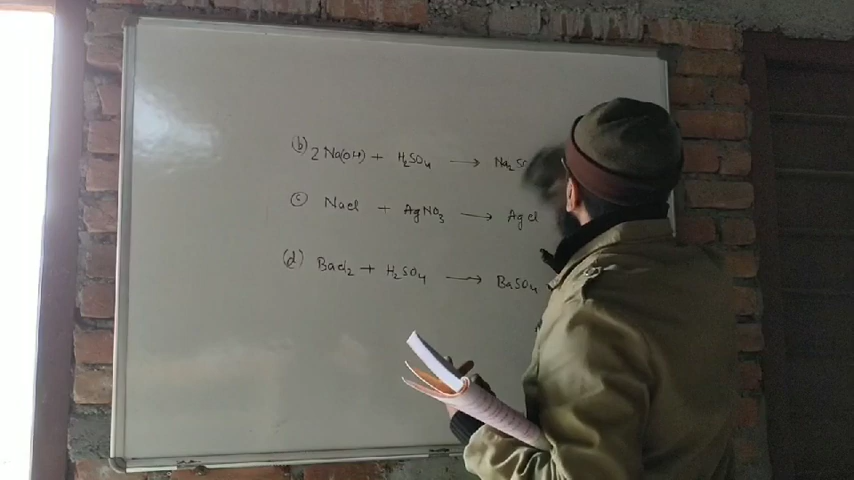 (b) 2 Na(OH) + H₂SO₄ ⟶ Na₂SO
(c) Nacl + AgNO₃ ⟶ Agcl
(d) Bacl₂ + H₂SO₄ ⟶ BaSO₄